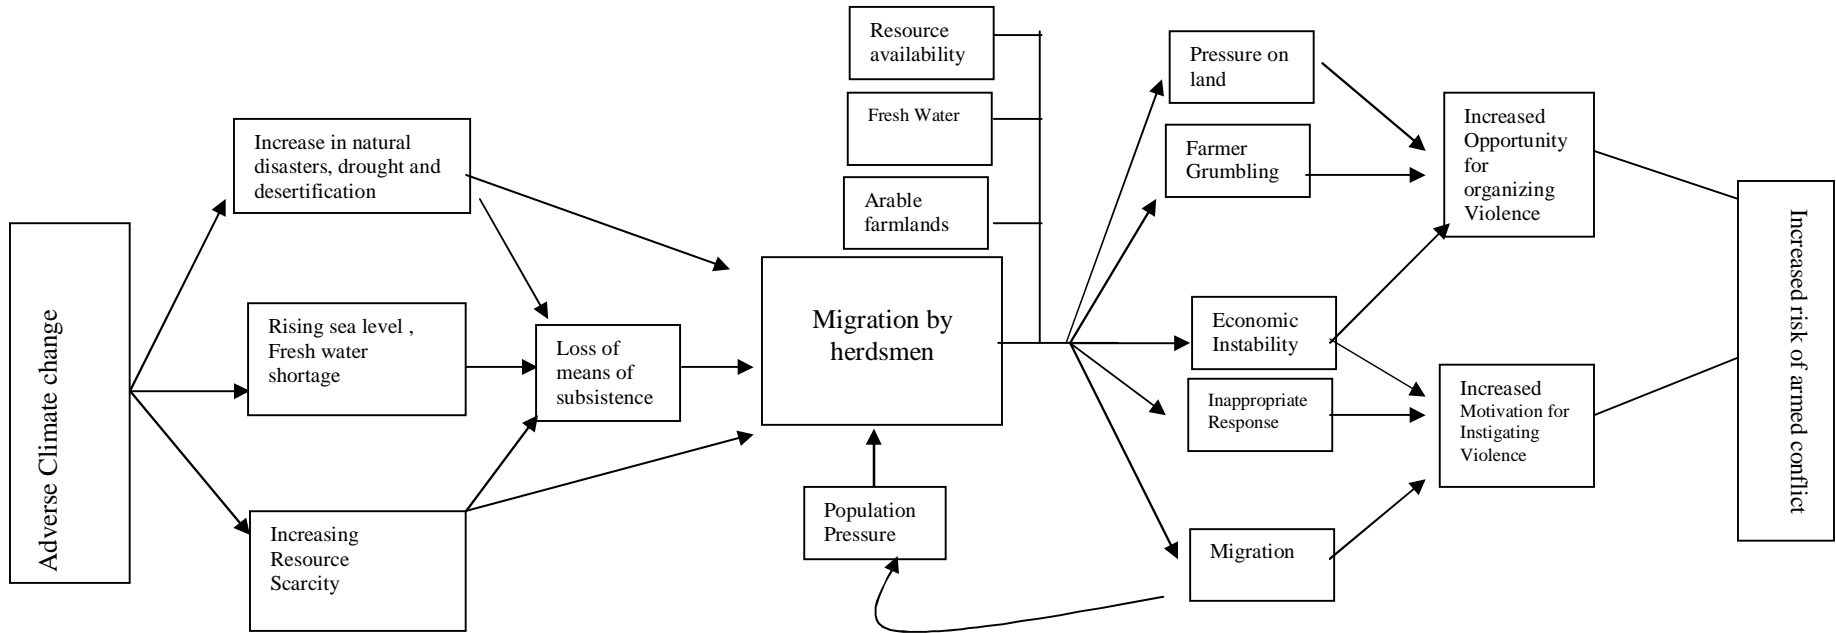 Adverse Climate change
Increase in natural
disasters, drought and
desertification
Rising sea level ,
Fresh water
shortage
Increasing
Resource
Scarcity
Loss of
means of
subsistence
Resource
availability
Fresh Water
Arable
farmlands
Migration by
herdsmen
Population
Pressure
Pressure on
land
Farmer
Grumbling
Economic
Instability
Inappropriate
Response
Migration
Increased
Opportunity
for
organizing
Violence
Increased
Motivation for
Instigating
Violence
Increased risk of armed conflict